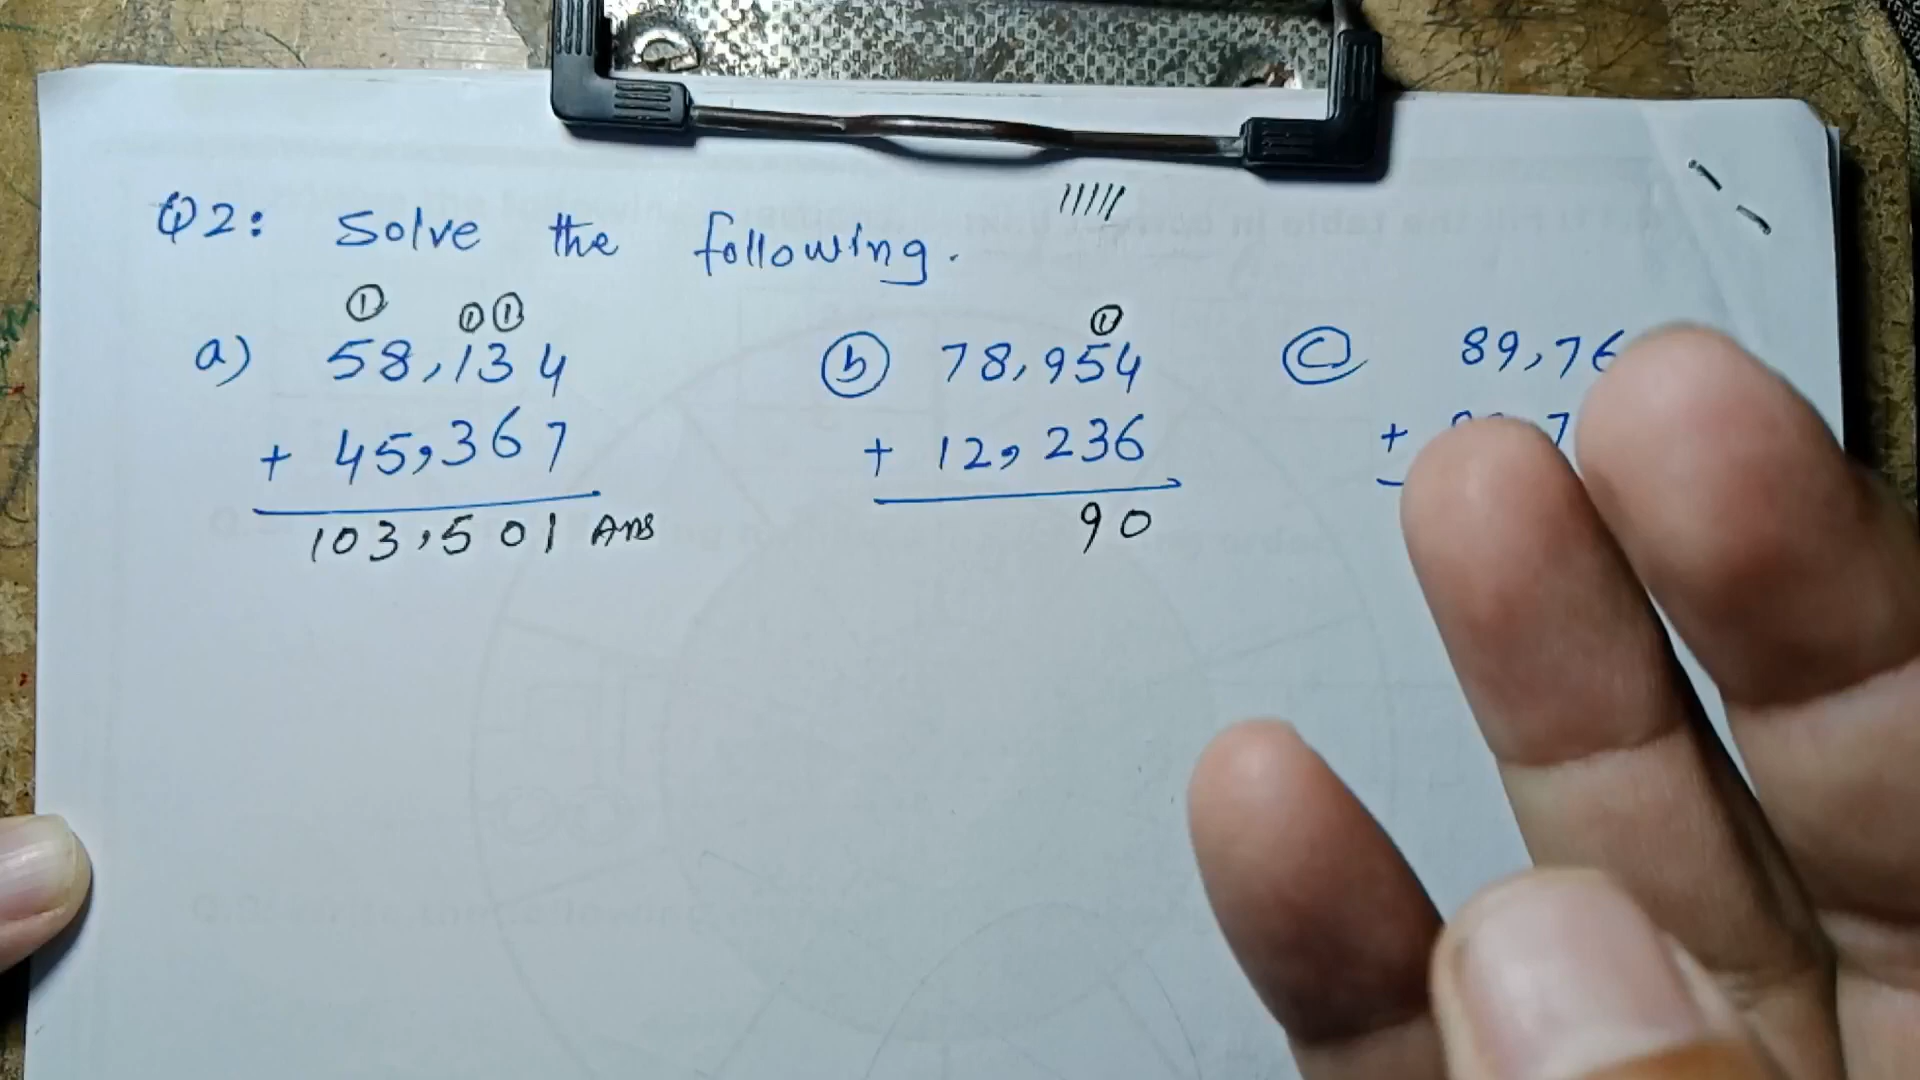 Q2: Solve the following.
① ① ①
a) 58,134
+ 45,367
103,501 Ans
①
ⓑ 78,954
+ 12,236
90
Ⓒ 89,76
+ 7